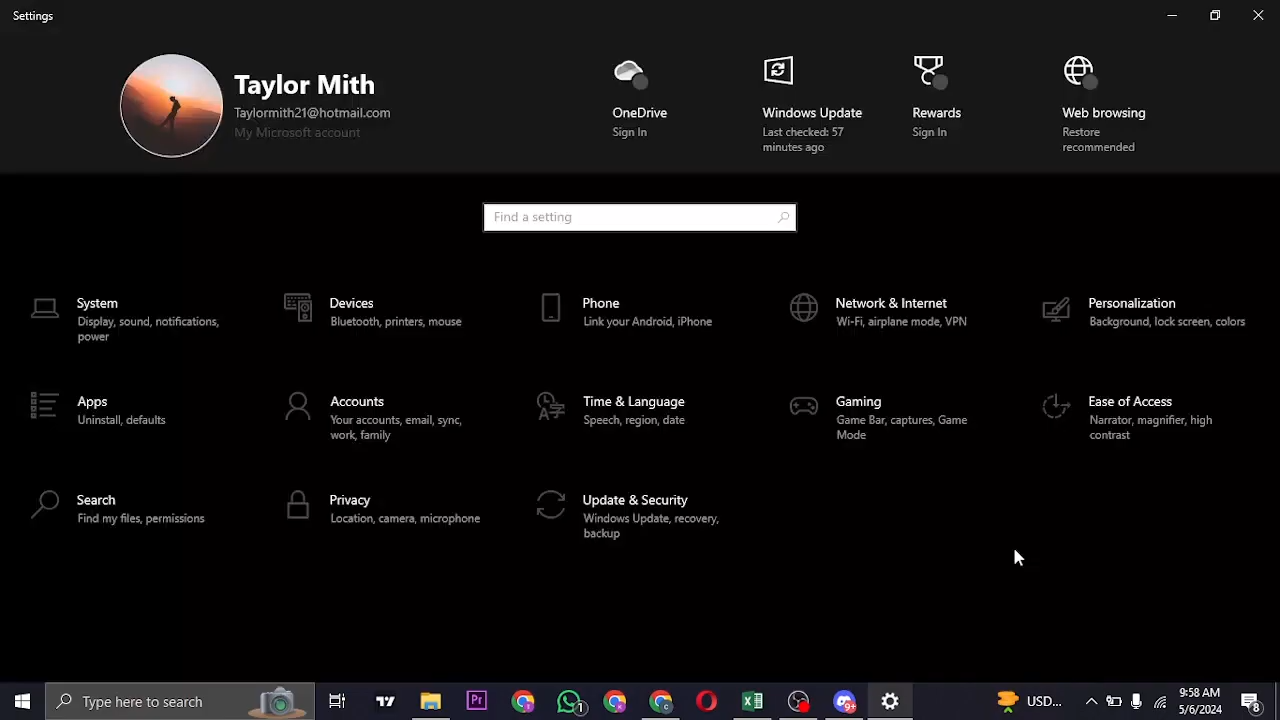 Settings
Taylor Mith
Taylormith21@hotmail.com
My Microsoft account
OneDrive
Sign In
Windows Update
Last checked: 57
minutes ago
Rewards
Sign In
Web browsing
Restore
recommended
Find a setting
System
Display, sound, notifications,
power
Devices
Bluetooth, printers, mouse
Phone
Link your Android, iPhone
Network & Internet
Wi-Fi, airplane mode, VPN
Personalization
Background, lock screen, colors
Apps
Uninstall, defaults
Accounts
Your accounts, email, sync,
work, family
Time & Language
Speech, region, date
Gaming
Game Bar, captures, Game
Mode
Ease of Access
Narrator, magnifier, high
contrast
Search
Find my files, permissions
Privacy
Location, camera, microphone
Update & Security
Windows Update, recovery,
backup
Type here to search
Pr
1
9+
USD...
9:58 AM
5/6/2024
8